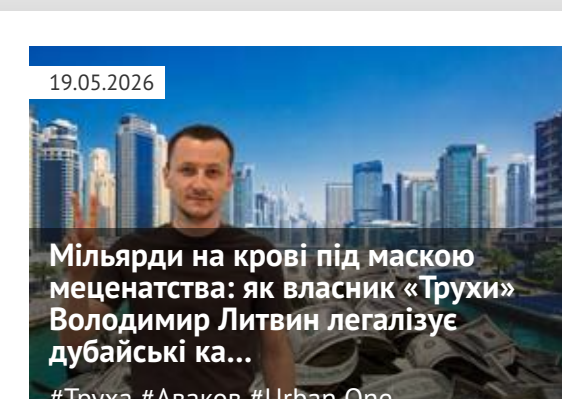 19.05.2026
Мільярди на крові під маскою
меценатства: як власник «Трухи»
Володимир Литвин легалізує
дубайські ка...
#Труха #Аваков #Urban One